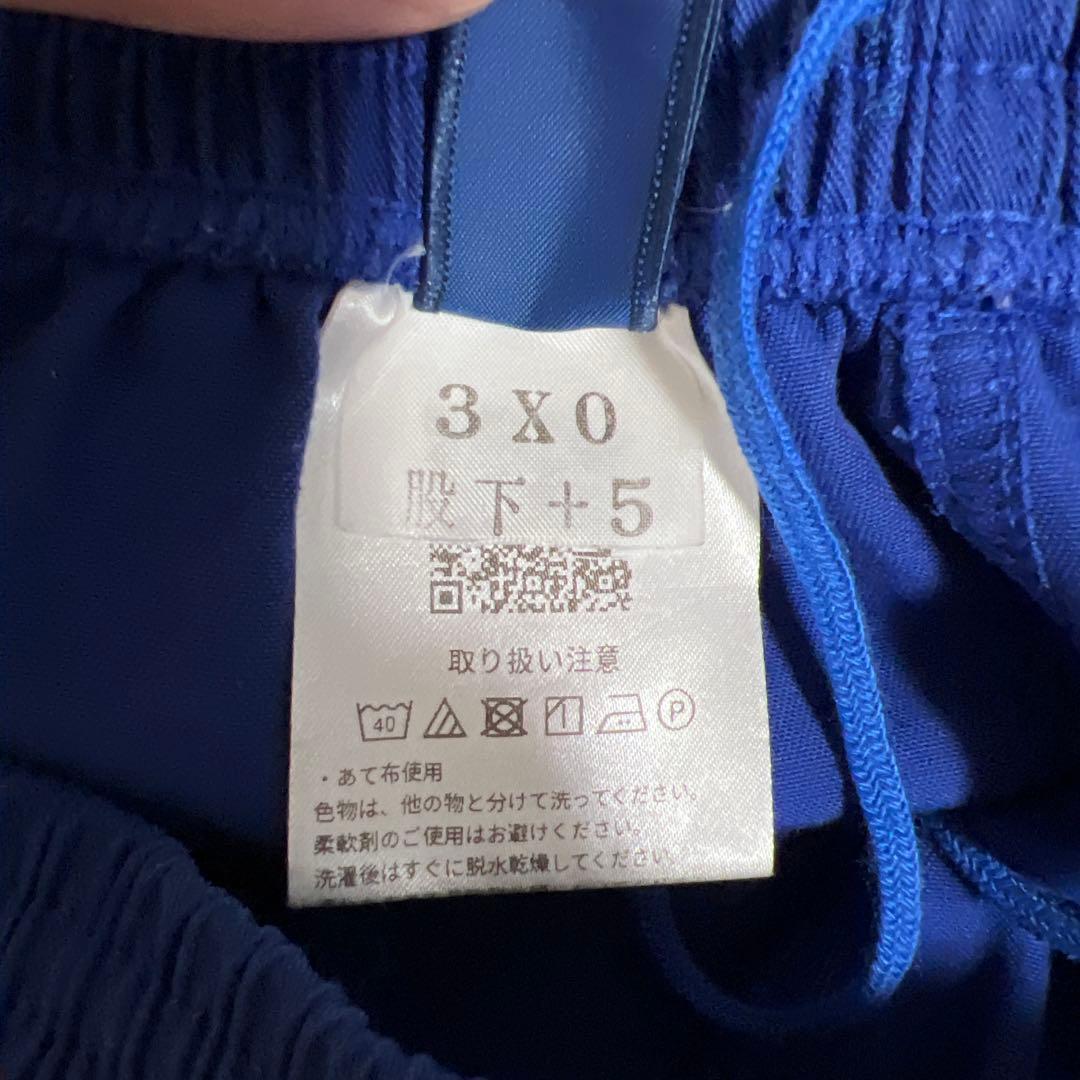 3XO
股下+5
取り扱い注意
40 P
・あて布使用
色物は、他の物と分けて洗ってください。
柔軟剤のご使用はお避けください。
洗濯後はすぐに脱水乾燥してください。